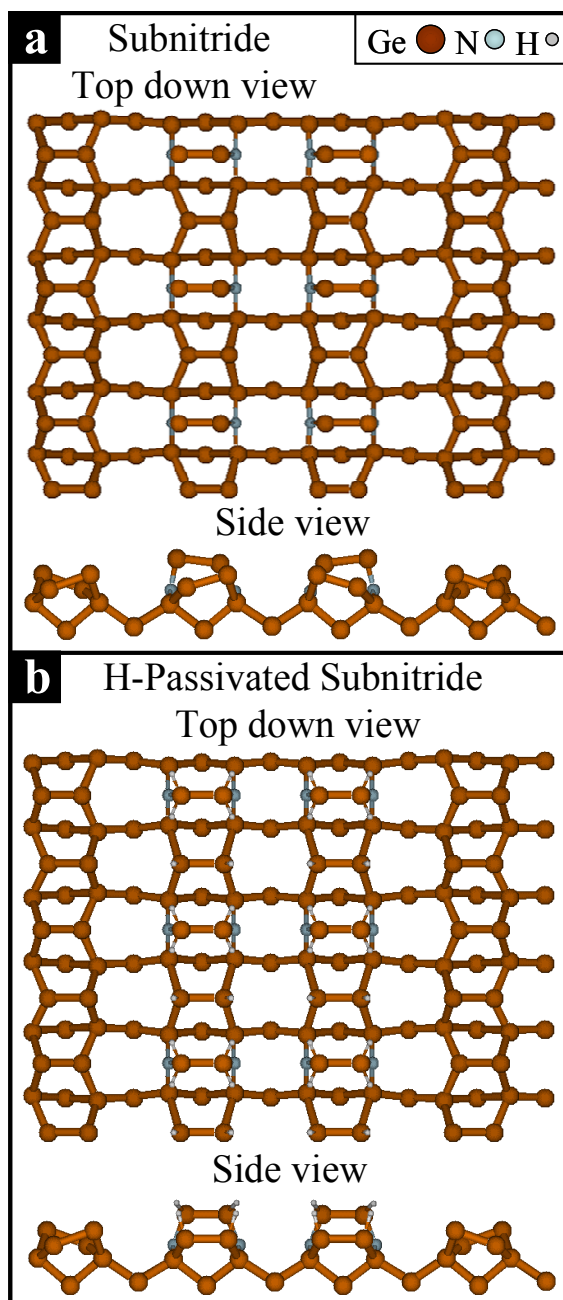 a Subnitride
Ge N H
Top down view
Side view
b H-Passivated Subnitride
Top down view
Side view